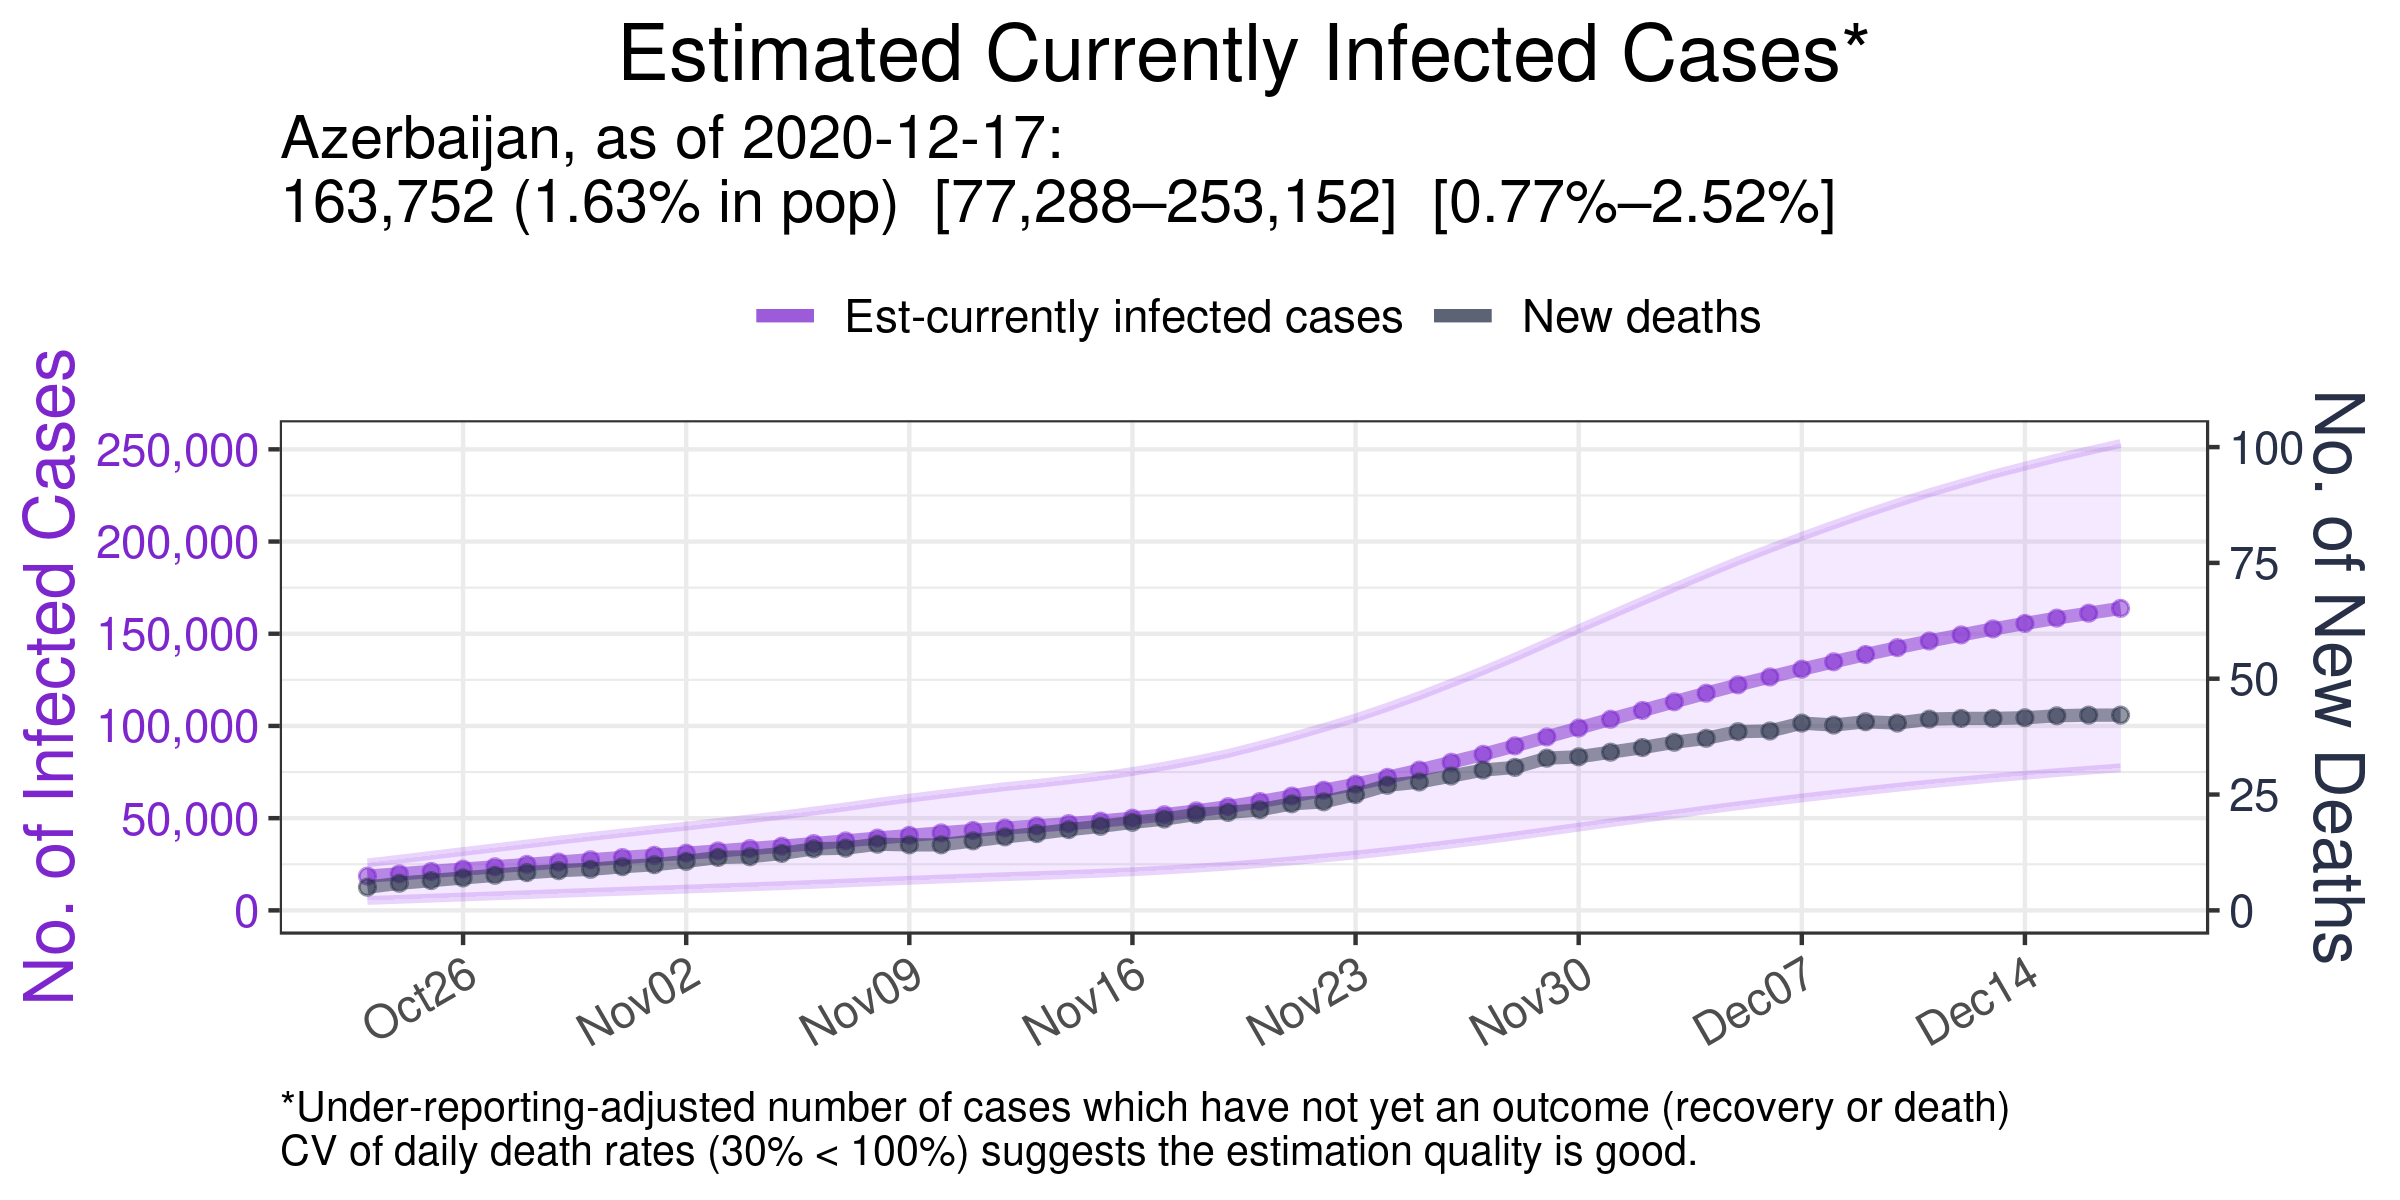 Estimated Currently Infected Cases*
Azerbaijan, as of 2020-12-17:
163,752 (1.63% in pop)  [77,288–253,152]  [0.77%–2.52%]
Est-currently infected cases
New deaths
No. of Infected Cases
250,000
200,000
150,000
100,000
50,000
0
100
75
50
25
0
No. of New Deaths
Oct26
Nov02
Nov09
Nov16
Nov23
Nov30
Dec07
Dec14
*Under-reporting-adjusted number of cases which have not yet an outcome (recovery or death)
CV of daily death rates (30% < 100%) suggests the estimation quality is good.